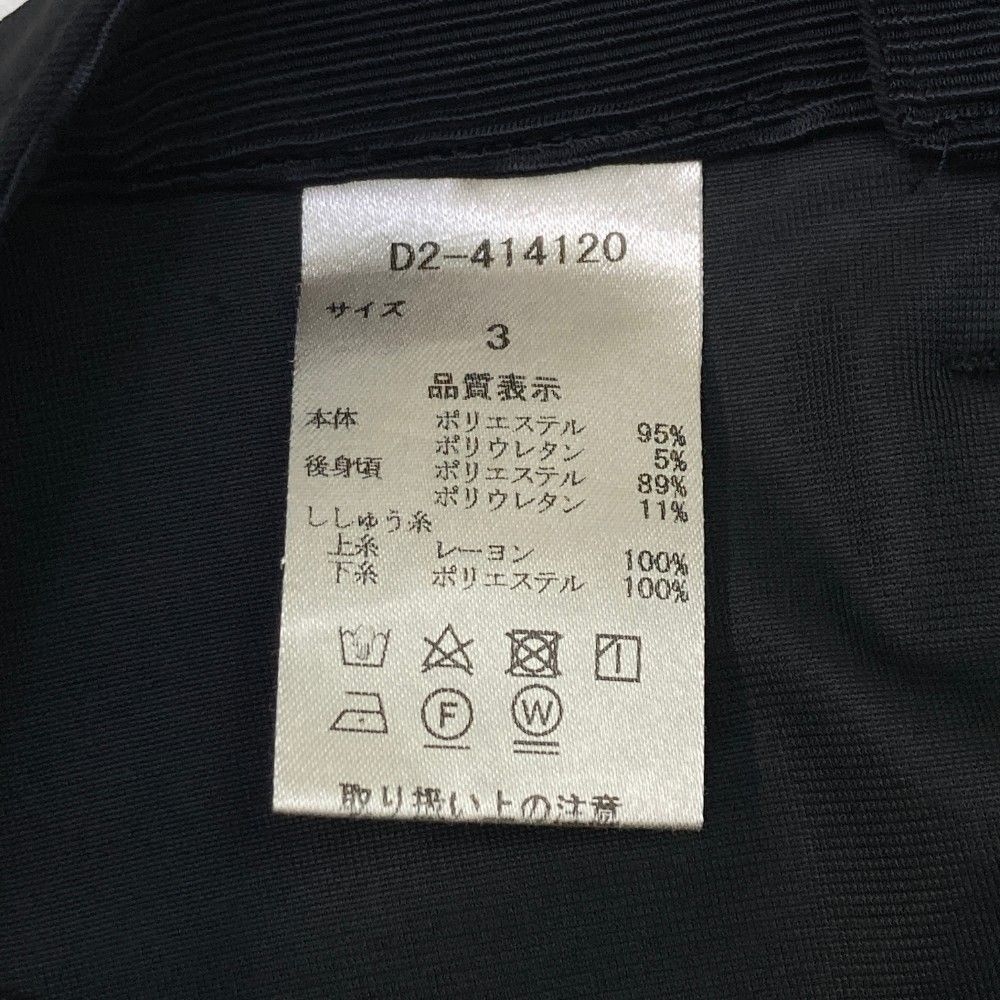 D2-414120
サイズ
3
品質表示
本体 ポリエステル 95%
ポリウレタン 5%
後身頃 ポリエステル 89%
ポリウレタン 11%
ししゅう糸
上糸 レーヨン 100%
下糸 ポリエステル 100%
F W
取り扱い上の注意